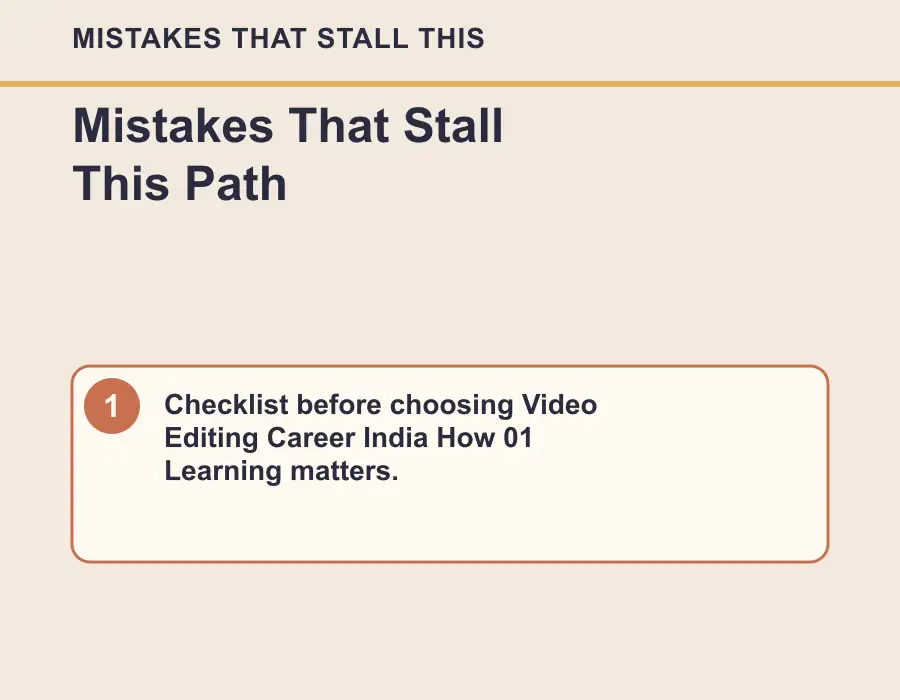 MISTAKES THAT STALL THIS
Mistakes That Stall
This Path
1
Checklist before choosing Video
Editing Career India How 01
Learning matters.